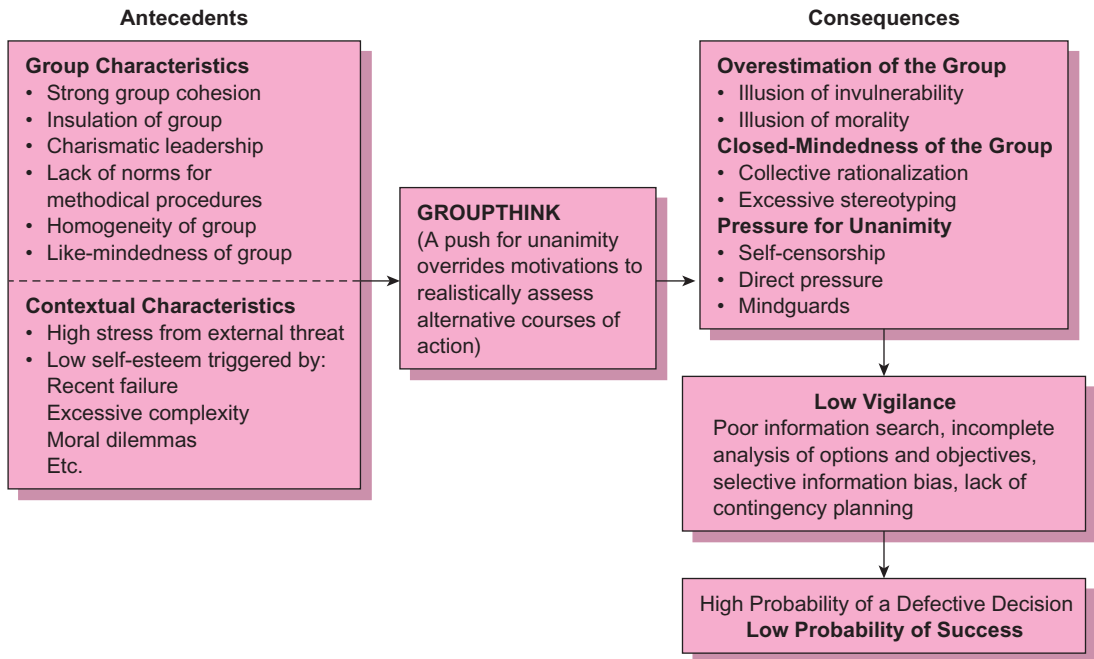 Antecedents
Group Characteristics
• Strong group cohesion
• Insulation of group
• Charismatic leadership
• Lack of norms for
methodical procedures
• Homogeneity of group
• Like-mindedness of group
Contextual Characteristics
• High stress from external threat
• Low self-esteem triggered by:
Recent failure
Excessive complexity
Moral dilemmas
Etc.
GROUPTHINK
(A push for unanimity
overrides motivations to
realistically assess
alternative courses of
action)
Consequences
Overestimation of the Group
• Illusion of invulnerability
• Illusion of morality
Closed-Mindedness of the Group
• Collective rationalization
• Excessive stereotyping
Pressure for Unanimity
• Self-censorship
• Direct pressure
• Mindguards
Low Vigilance
Poor information search, incomplete
analysis of options and objectives,
selective information bias, lack of
contingency planning
High Probability of a Defective Decision
Low Probability of Success